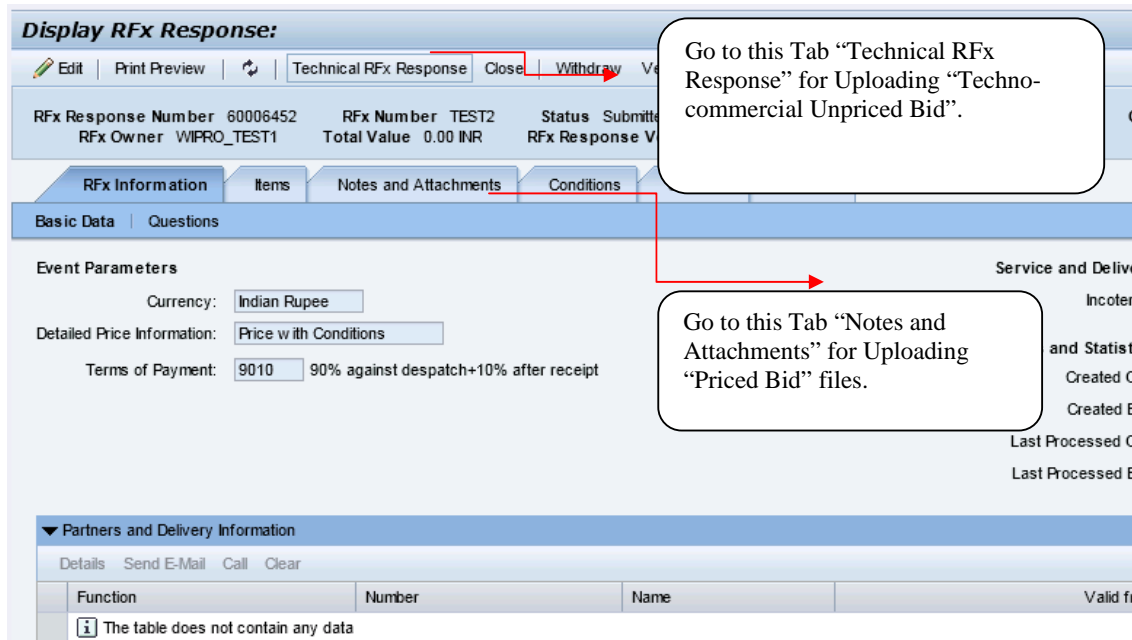 Display RFx Response:
Edit | Print Preview | Technical RFx Response Close | Withdraw
Go to this Tab “Technical RFx
Response” for Uploading “Techno-
commercial Unpriced Bid”.
RFx Response Number 60006452 RFx Number TEST2 Status
RFx Owner WIPRO_TEST1 Total Value 0.00 INR RFx Response
RFx Information Items Notes and Attachments Conditions
Basic Data | Questions
Event Parameters Service and
Currency: Indian Rupee
Detailed Price Information: Price with Conditions
Terms of Payment: 9010 90% against despatch+10% after receipt
Go to this Tab “Notes and
Attachments” for Uploading
“Priced Bid” files.
and
Created
Created
Last Processed
Last Processed
Partners and Delivery Information
Details Send E-Mail Call Clear
Function Number Name Valid
The table does not contain any data